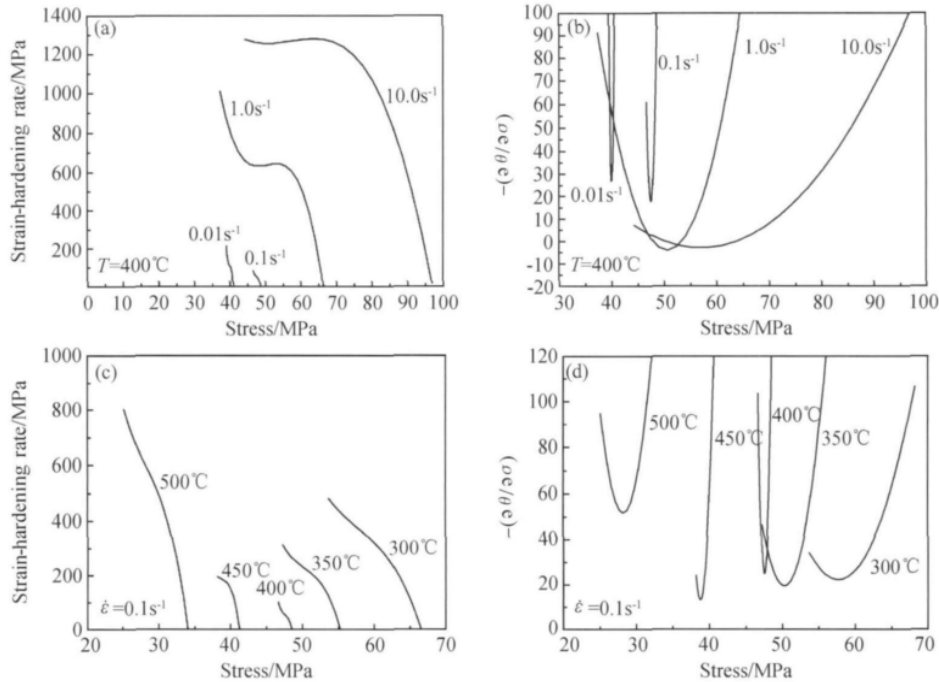 (a)
Strain-hardening rate/MPa
1400
1200
1000
800
600
400
200
10.0s⁻¹
1.0s⁻¹
0.01s⁻¹
0.1s⁻¹
T=400℃
0 10 20 30 40 50 60 70 80 90 100
Stress/MPa
(b)
−(∂θ/∂σ)
100
90
80
70
60
50
40
30
20
10
0
-10
-20
0.1s⁻¹
1.0s⁻¹
10.0s⁻¹
0.01s⁻¹
T=400℃
30 40 50 60 70 80 90 100
Stress/MPa
(c)
Strain-hardening rate/MPa
1000
800
600
400
200
0
500℃
450℃
400℃
350℃
300℃
ε̇=0.1s⁻¹
20 30 40 50 60 70
Stress/MPa
(d)
−(∂θ/∂σ)
120
100
80
60
40
20
0
500℃
450℃
400℃
350℃
300℃
ε̇=0.1s⁻¹
20 30 40 50 60 70
Stress/MPa